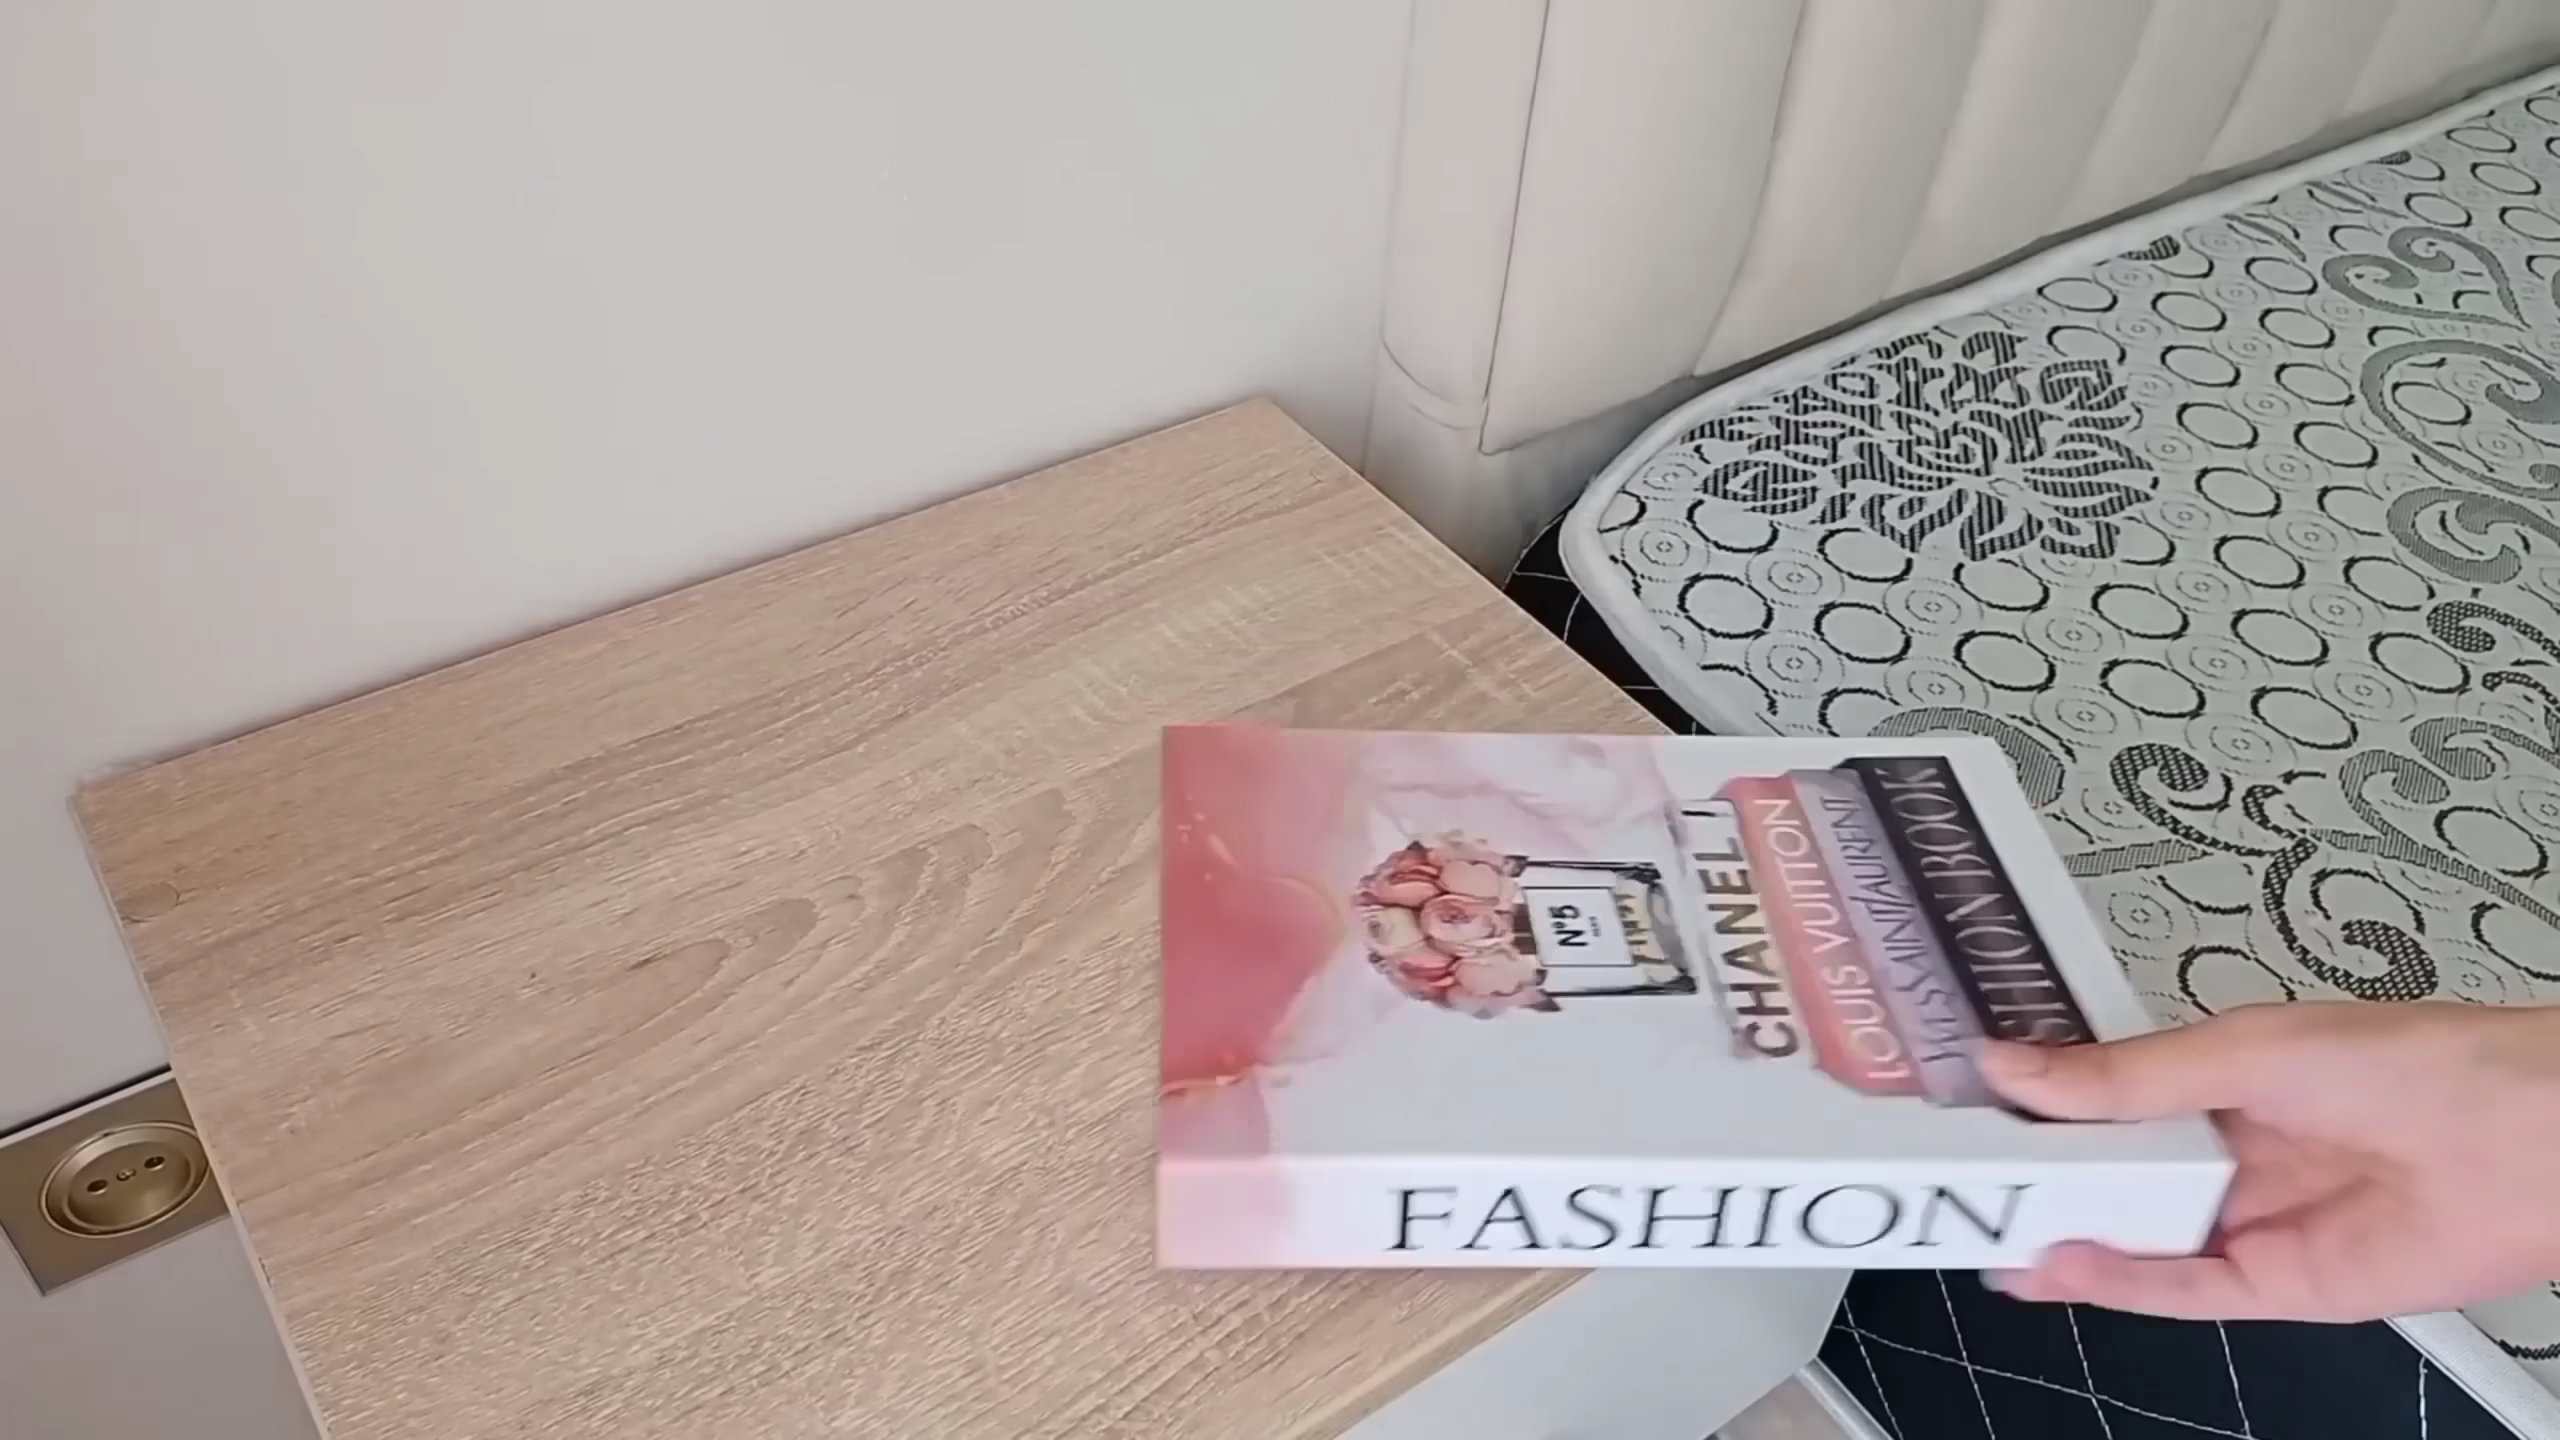 FASHION BOOK
YVES SAINT LAURENT
LOUIS VUITTON
CHANEL
N°5
FASHION